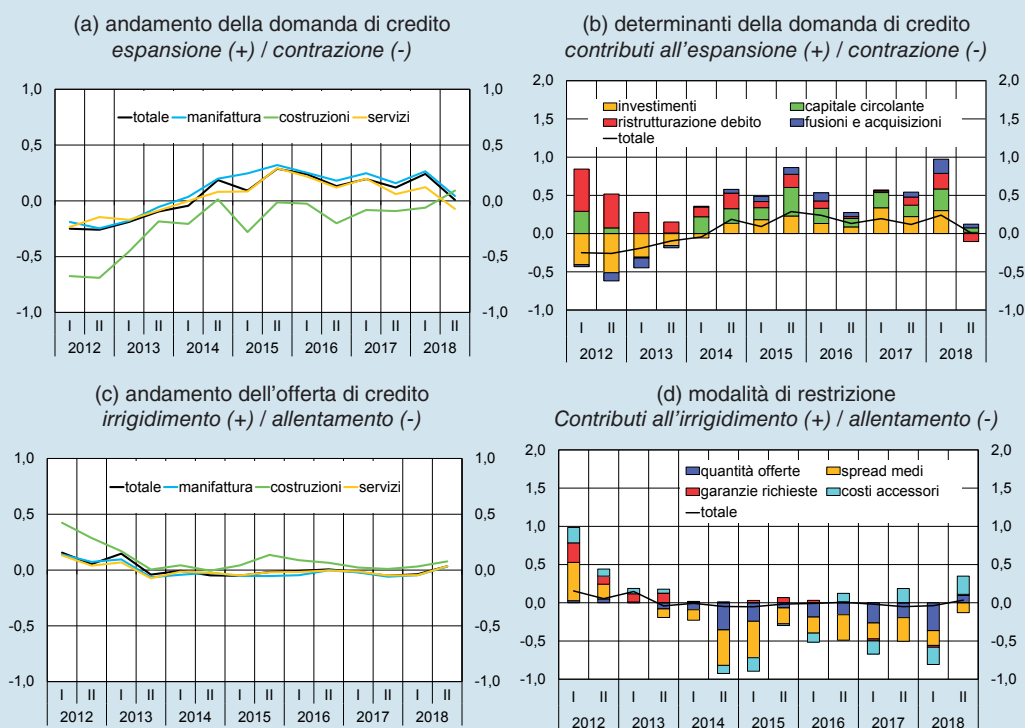 (a) andamento della domanda di credito
espansione (+) / contrazione (-)
1,0 1,0
totale manifattura costruzioni servizi
0,5 0,5
0,0 0,0
-0,5 -0,5
-1,0 -1,0
I II I II I II I II I II I II I II
2012 2013 2014 2015 2016 2017 2018
(b) determinanti della domanda di credito
contributi all'espansione (+) / contrazione (-)
2,0 2,0
investimenti capitale circolante
1,5 1,5
ristrutturazione debito fusioni e acquisizioni
totale
1,0 1,0
0,5 0,5
0,0 0,0
-0,5 -0,5
-1,0 -1,0
I II I II I II I II I II I II I II
2012 2013 2014 2015 2016 2017 2018
(c) andamento dell'offerta di credito
irrigidimento (+) / allentamento (-)
1,0 1,0
totale manifattura costruzioni servizi
0,5 0,5
0,0 0,0
-0,5 -0,5
-1,0 -1,0
I II I II I II I II I II I II I II
2012 2013 2014 2015 2016 2017 2018
(d) modalità di restrizione
Contributi all'irrigidimento (+) / allentamento (-)
2,0 2,0
quantità offerte spread medi
1,5 1,5
garanzie richieste costi accessori
totale
1,0 1,0
0,5 0,5
0,0 0,0
-0,5 -0,5
-1,0 -1,0
I II I II I II I II I II I II I II
2012 2013 2014 2015 2016 2017 2018